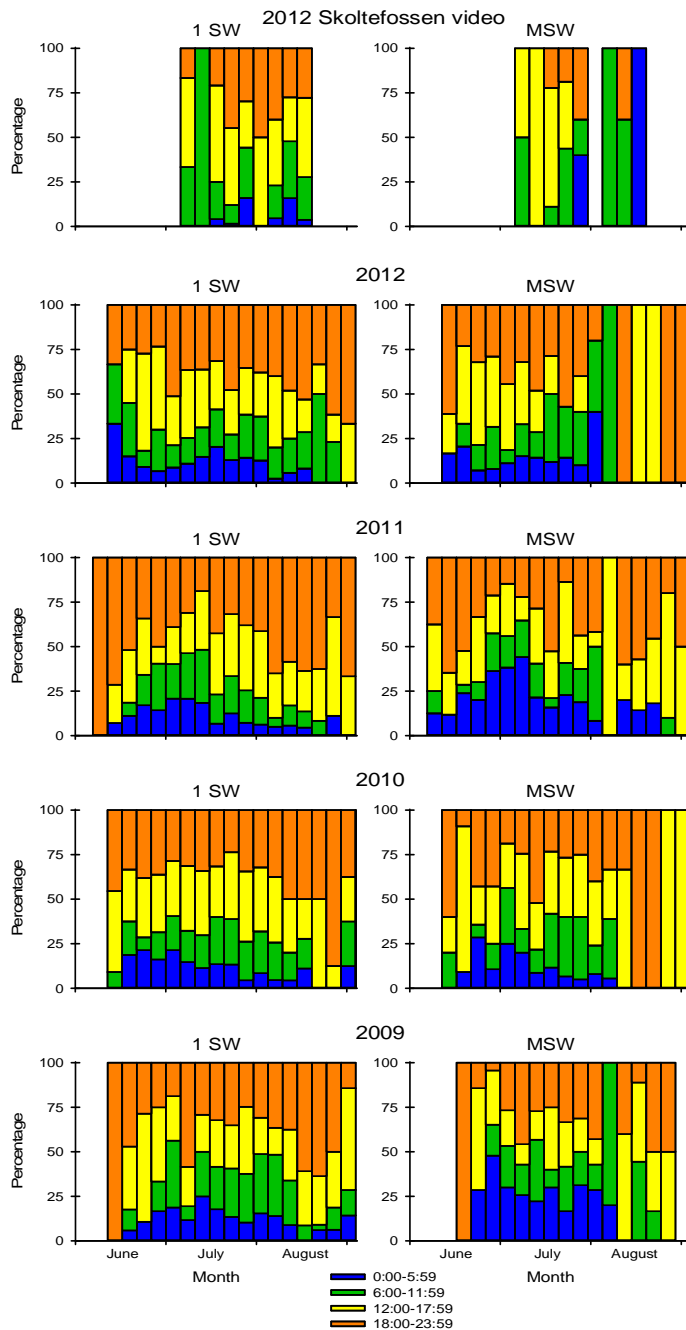 2012 Skoltefossen video
1 SW MSW
100
75
50
25
0
Percentage
2012
1 SW MSW
100
75
50
25
0
Percentage
2011
1 SW MSW
100
75
50
25
0
Percentage
2010
1 SW MSW
100
75
50
25
0
Percentage
2009
1 SW MSW
100
75
50
25
0
Percentage
June July August June July August
Month Month
0:00-5:59
6:00-11:59
12:00-17:59
18:00-23:59